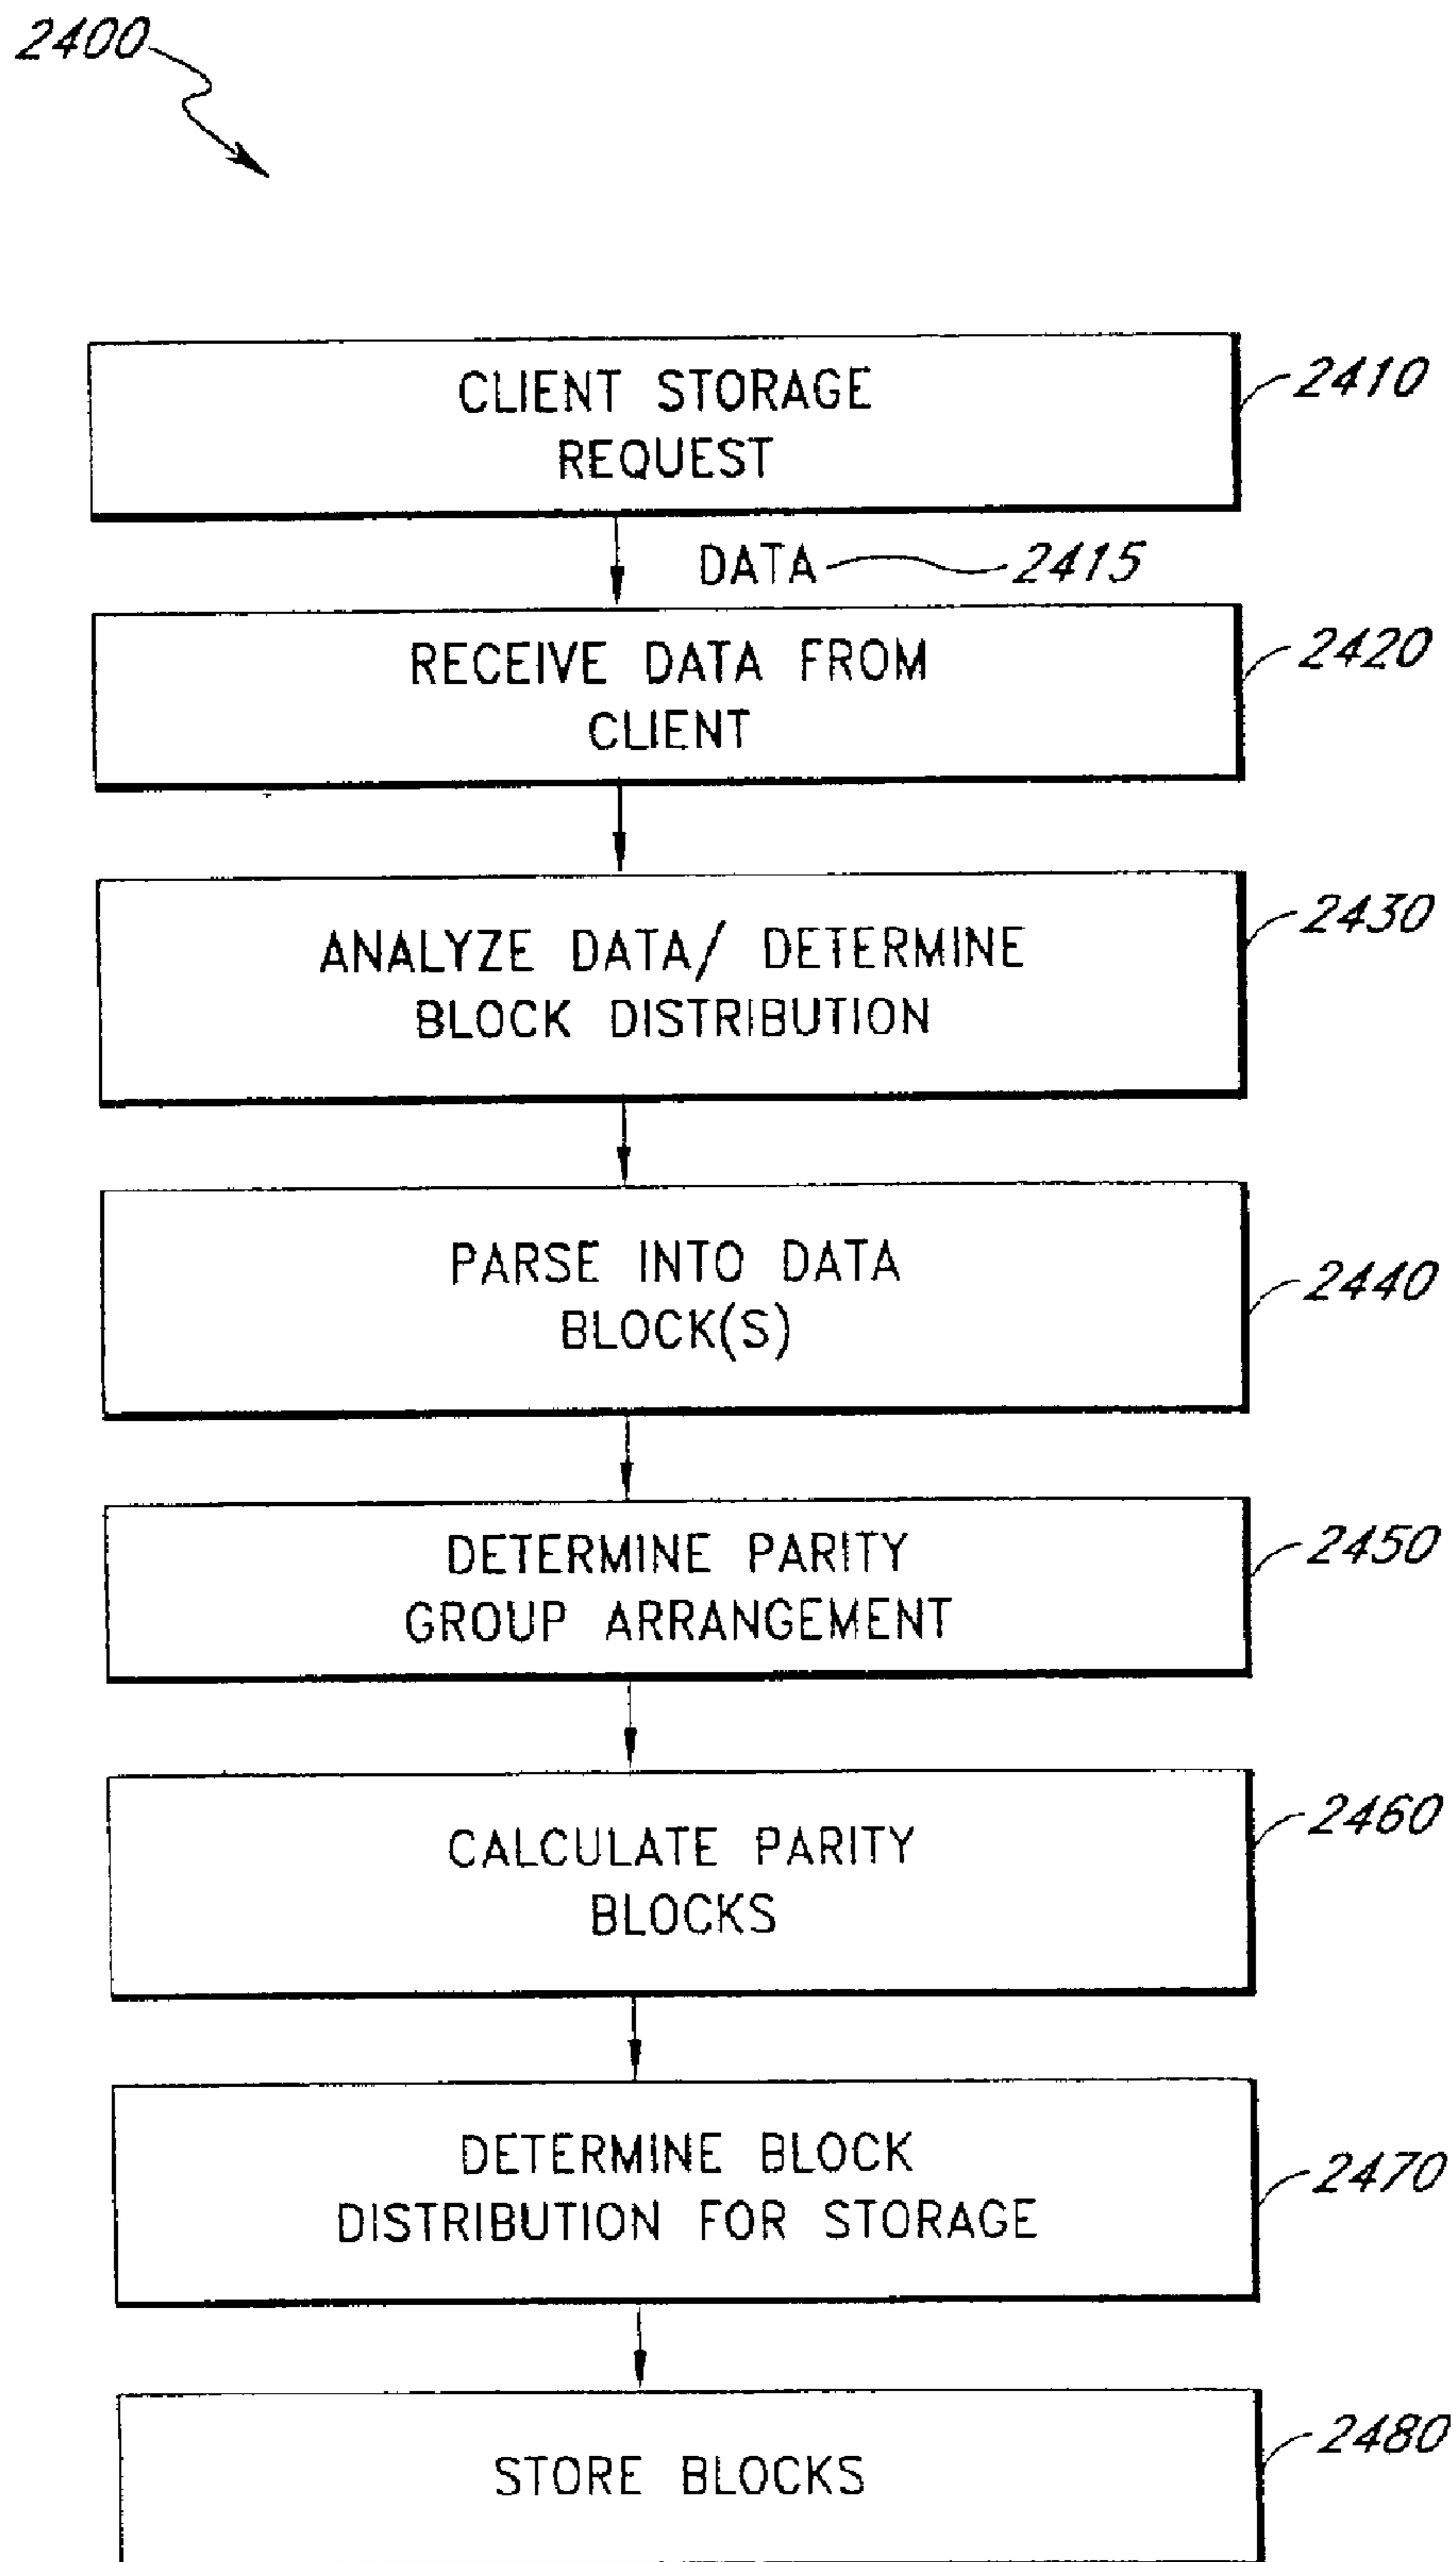 2400
CLIENT STORAGE
REQUEST
2410
DATA 2415
RECEIVE DATA FROM
CLIENT
2420
ANALYZE DATA/ DETERMINE
BLOCK DISTRIBUTION
2430
PARSE INTO DATA
BLOCK(S)
2440
DETERMINE PARITY
GROUP ARRANGEMENT
2450
CALCULATE PARITY
BLOCKS
2460
DETERMINE BLOCK
DISTRIBUTION FOR STORAGE
2470
STORE BLOCKS
2480